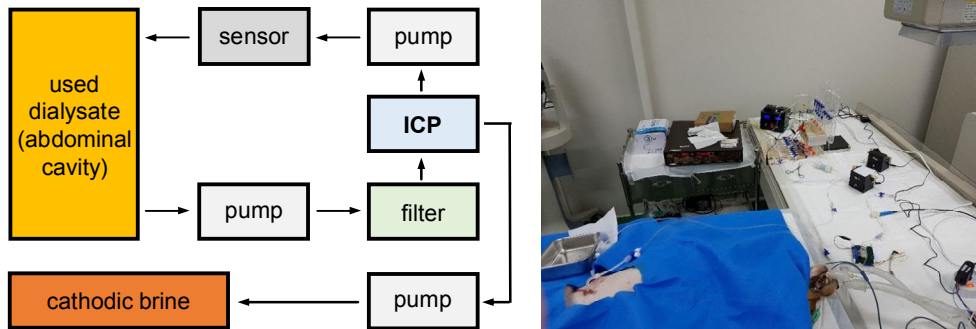 sensor
pump
used
dialysate
(abdominal
cavity)
ICP
pump
filter
cathodic brine
pump